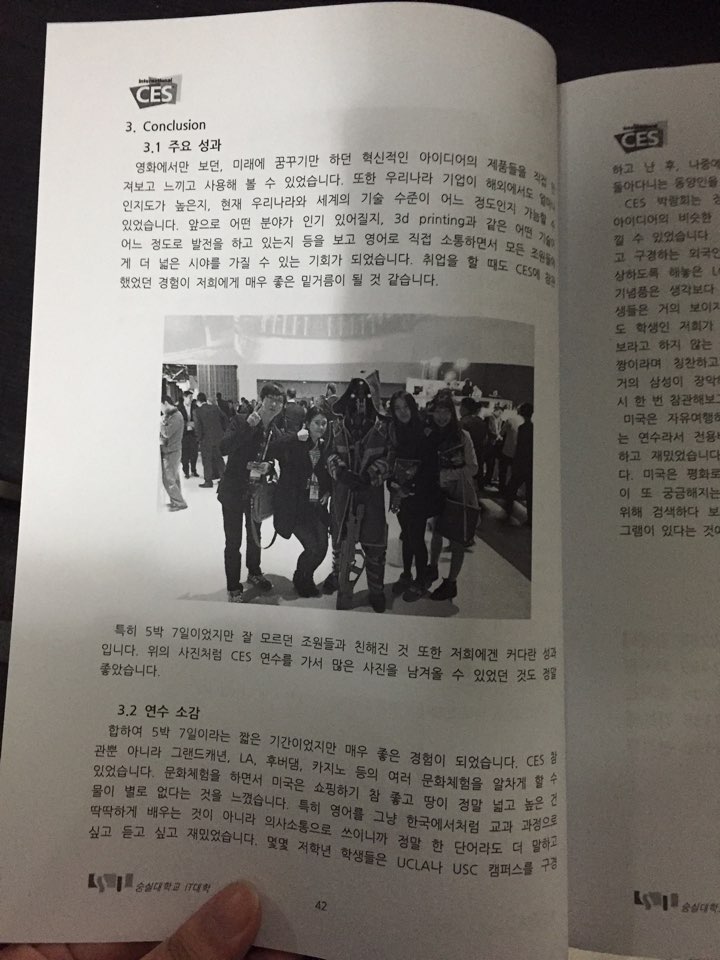 International
CES
3. Conclusion
3.1 주요 성과
영화에서만 보던, 미래에 꿈꾸기만 하던 혁신적인 아이디어의 제품들을 직접
져보고 느끼고 사용해 볼 수 있었습니다. 또한 우리나라 기업이 해외에서도
인지도가 높은지, 현재 우리나라와 세계의 기술 수준이 어느 정도인지 가늠할 수
있었습니다. 앞으로 어떤 분야가 인기 있어질지, 3d printing과 같은 어떤 기술이
어느 정도로 발전을 하고 있는지 등을 보고 영어로 직접 소통하면서 모든 조원들에
게 더 넓은 시야를 가질 수 있는 기회가 되었습니다. 취업을 할 때도 CES에 참관
했었던 경험이 저희에게 매우 좋은 밑거름이 될 것 같습니다.
특히 5박 7일이었지만 잘 모르던 조원들과 친해진 것 또한 저희에겐 커다란 성과
입니다. 위의 사진처럼 CES 연수를 가서 많은 사진을 남겨올 수 있었던 것도 정말
좋았습니다.
3.2 연수 소감
합하여 5박 7일이라는 짧은 기간이었지만 매우 좋은 경험이 되었습니다. CES 참
관뿐 아니라 그랜드캐년, LA, 후버댐, 카지노 등의 여러 문화체험을 알차게 할 수
있었습니다. 문화체험을 하면서 미국은 쇼핑하기 참 좋고 땅이 정말 넓고 높은 건
물이 별로 없다는 것을 느꼈습니다. 특히 영어를 그냥 한국에서처럼 교과 과정으로
딱딱하게 배우는 것이 아니라 의사소통으로 쓰이니까 정말 한 단어라도 더 말하고
싶고 듣고 싶고 재밌었습니다. 몇몇 저학년 학생들은 UCLA나 USC 캠퍼스를 구경
숭실대학교 IT대학
42
CES
하고 난 후, 나중에
돌아다니는 동양인을
CES 박람회는
아이디어의 비슷한
낄 수 있었습니다.
고 구경하는 외국인
상하도록 해놓은
기념품은 생각보다
생들은 거의 보이지
도 학생인 저희가
보라고 하지 않는
짱이라며 칭찬하고
거의 삼성이 장악
시 한 번 참관해보고
미국은 자유여행
는 연수라서 전용
하고 재밌었습니다
다. 미국은 평화로
이 또 궁금해지는
위해 검색하다 보
그램이 있다는 것이
숭실대학교